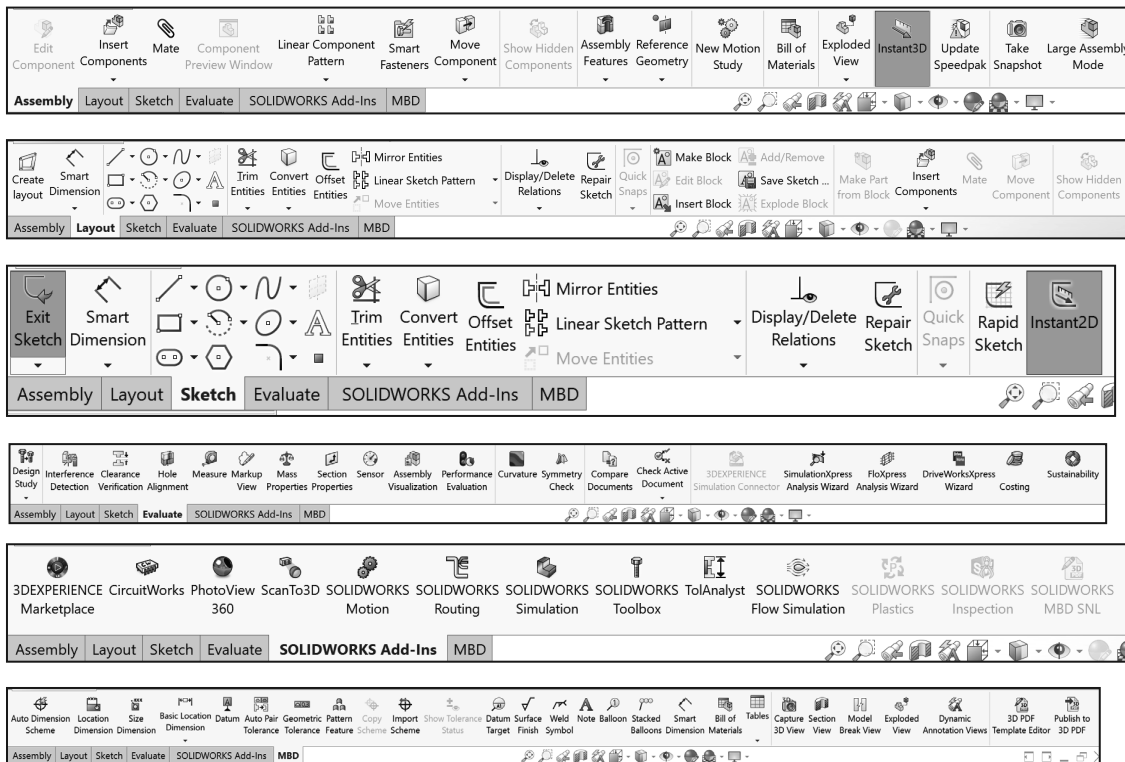 Edit Component
Insert Components
Mate
Component Preview Window
Linear Component Pattern
Smart Fasteners
Move Component
Show Hidden Components
Assembly Features
Reference Geometry
New Motion Study
Bill of Materials
Exploded View
Instant3D
Update Speedpak
Take Snapshot
Large Assembly Mode
Assembly Layout Sketch Evaluate SOLIDWORKS Add-Ins MBD
Create layout
Smart Dimension
Trim Entities
Convert Entities
Offset Entities
Mirror Entities
Linear Sketch Pattern
Move Entities
Display/Delete Relations
Repair Sketch
Quick Snaps
Make Block
Edit Block
Insert Block
Add/Remove
Save Sketch ...
Explode Block
Make Part from Block
Insert Components
Mate
Move Component
Show Hidden Components
Assembly Layout Sketch Evaluate SOLIDWORKS Add-Ins MBD
Exit Sketch
Smart Dimension
Trim Entities
Convert Entities
Offset Entities
Mirror Entities
Linear Sketch Pattern
Move Entities
Display/Delete Relations
Repair Sketch
Quick Snaps
Rapid Sketch
Instant2D
Assembly Layout Sketch Evaluate SOLIDWORKS Add-Ins MBD
Design Study
Interference Detection
Clearance Verification
Hole Alignment
Measure
Markup View
Mass Properties
Section Properties
Sensor
Assembly Visualization
Performance Evaluation
Curvature
Symmetry Check
Compare Documents
Check Active Document
3DEXPERIENCE Simulation Connector
SimulationXpress Analysis Wizard
FloXpress Analysis Wizard
DriveWorksXpress Wizard
Costing
Sustainability
Assembly Layout Sketch Evaluate SOLIDWORKS Add-Ins MBD
3DEXPERIENCE Marketplace
CircuitWorks
PhotoView 360
ScanTo3D
SOLIDWORKS Motion
SOLIDWORKS Routing
SOLIDWORKS Simulation
SOLIDWORKS Toolbox
TolAnalyst
SOLIDWORKS Flow Simulation
SOLIDWORKS Plastics
SOLIDWORKS Inspection
SOLIDWORKS MBD SNL
Assembly Layout Sketch Evaluate SOLIDWORKS Add-Ins MBD
Auto Dimension Scheme
Location Dimension
Size Dimension
Basic Location Dimension
Datum
Auto Pair Tolerance
Geometric Tolerance
Pattern Feature
Copy Scheme
Import Scheme
Show Tolerance Status
Datum Target
Surface Finish
Weld Symbol
Note
Balloon
Stacked Balloons
Smart Dimension
Bill of Materials
Tables
Capture 3D View
Section View
Model Break View
Exploded View
Dynamic Annotation Views
3D PDF Template Editor
Publish to 3D PDF
Assembly Layout Sketch Evaluate SOLIDWORKS Add-Ins MBD